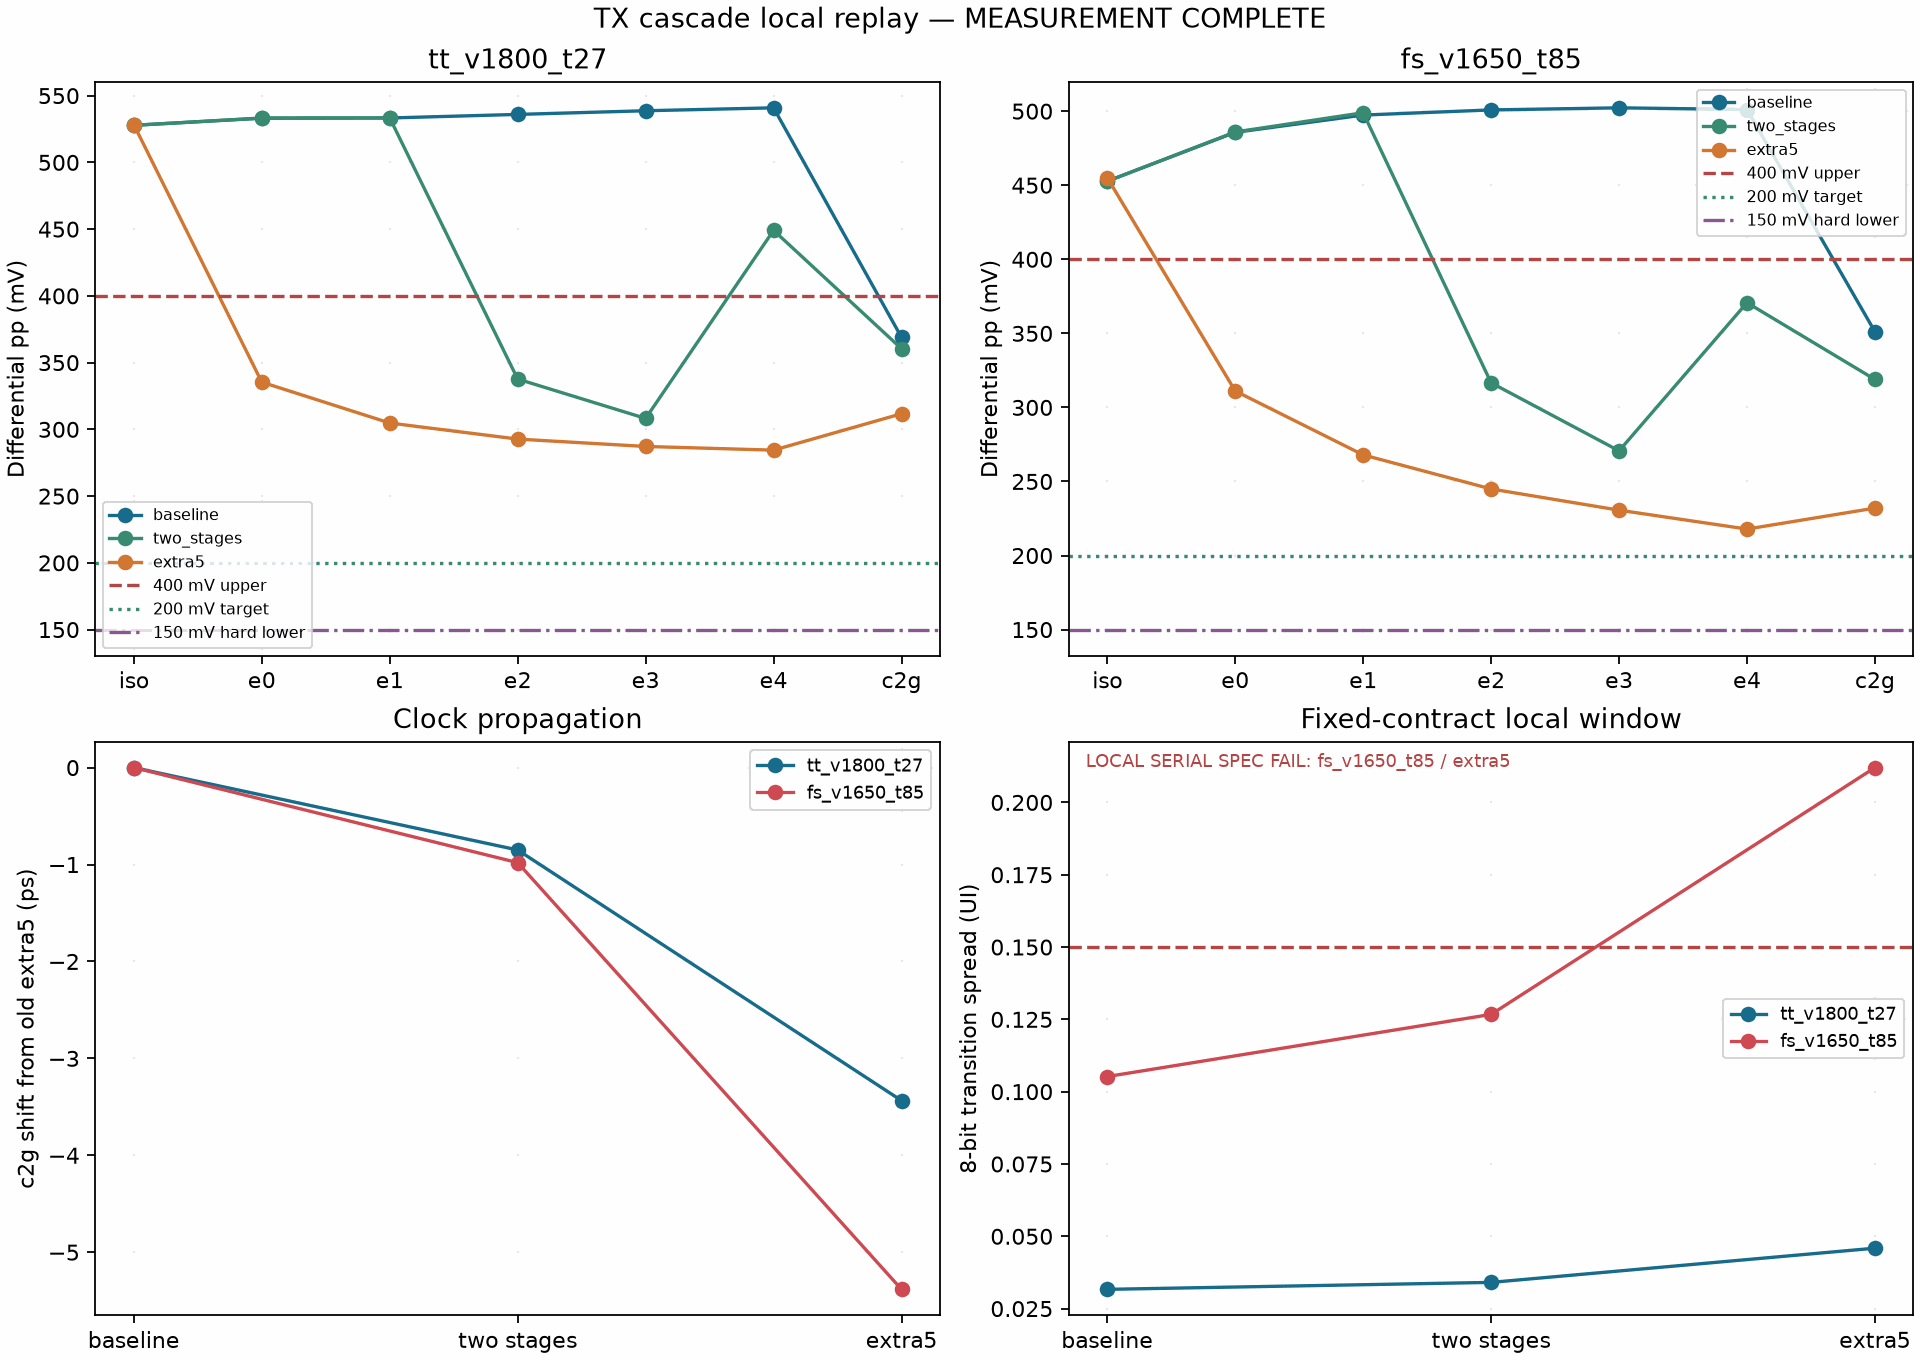 TX cascade local replay — MEASUREMENT COMPLETE
tt_v1800_t27
Differential pp (mV)
550
500
450
400
350
300
250
200
150
baseline
two_stages
extra5
400 mV upper
200 mV target
150 mV hard lower
iso e0 e1 e2 e3 e4 c2g
fs_v1650_t85
Differential pp (mV)
500
450
400
350
300
250
200
150
baseline
two_stages
extra5
400 mV upper
200 mV target
150 mV hard lower
iso e0 e1 e2 e3 e4 c2g
Clock propagation
c2g shift from old extra5 (ps)
0
−1
−2
−3
−4
−5
tt_v1800_t27
fs_v1650_t85
baseline two stages extra5
Fixed-contract local window
LOCAL SERIAL SPEC FAIL: fs_v1650_t85 / extra5
8-bit transition spread (UI)
0.200
0.175
0.150
0.125
0.100
0.075
0.050
0.025
tt_v1800_t27
fs_v1650_t85
baseline two stages extra5